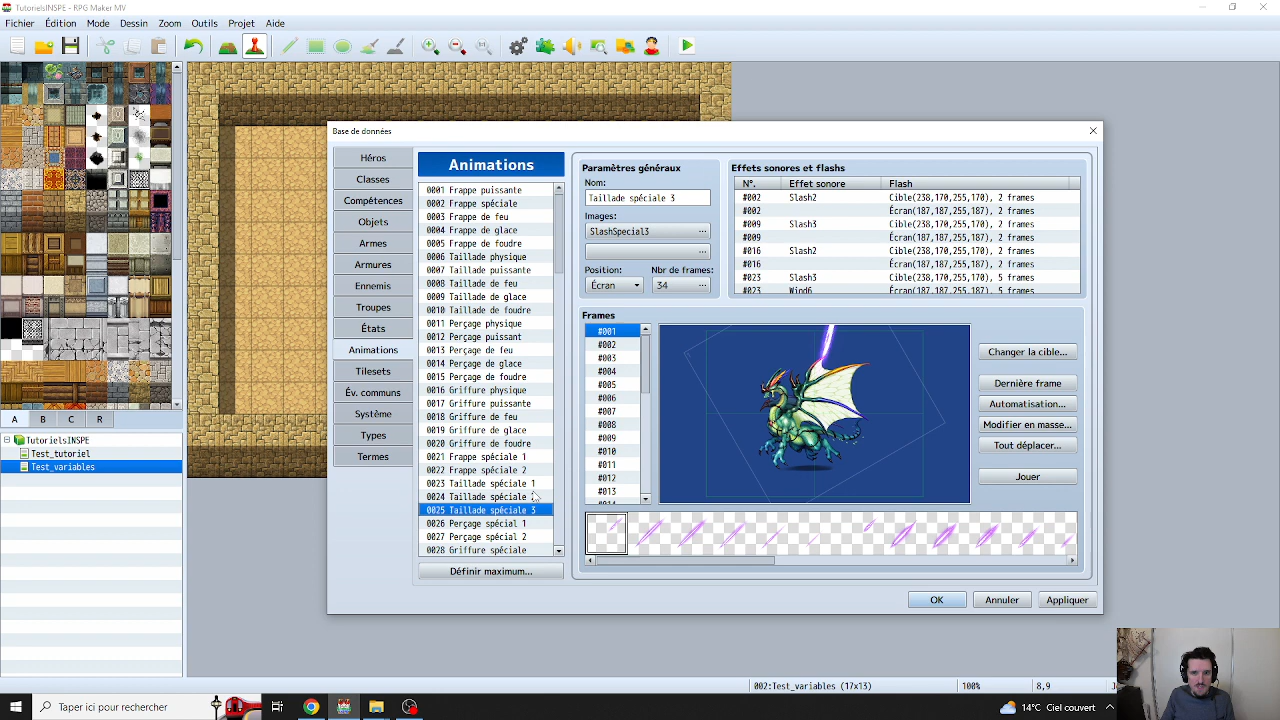 TutorielsINSPE - RPG Maker MV
Fichier Édition Mode Dessin Zoom Outils Projet Aide
Base de données
Héros
Classes
Compétences
Objets
Armes
Armures
Ennemis
Troupes
États
Animations
Tilesets
Év. communs
Système
Types
Termes
Animations
0001 Frappe puissante
0002 Frappe spéciale
0003 Frappe de feu
0004 Frappe de glace
0005 Frappe de foudre
0006 Taillade physique
0007 Taillade puissante
0008 Taillade de feu
0009 Taillade de glace
0010 Taillade de foudre
0011 Perçage physique
0012 Perçage puissant
0013 Perçage de feu
0014 Perçage de glace
0015 Perçage de foudre
0016 Griffure physique
0017 Griffure puissante
0018 Griffure de feu
0019 Griffure de glace
0020 Griffure de foudre
0021 Frappe spéciale 1
0022 Frappe spéciale 2
0023 Taillade spéciale 1
0024 Taillade spéciale
0025 Taillade spéciale 3
0026 Perçage spécial 1
0027 Perçage spécial 2
0028 Griffure spéciale
Définir maximum...
Paramètres généraux
Nom:
Taillade spéciale 3
Images:
SlashSpecial3 ...
...
Position: Nbr de frames:
Écran 34 ...
Effets sonores et flashs
N°. Effet sonore Flash
#002 Slash2 Cible(238,170,255,170), 2 frames
#002 Écran(187,187,255,187), 2 frames
#009 Slash3 Cible(238,170,255,170), 2 frames
#009 Écran(187,187,255,187), 2 frames
#016 Slash2 Cible(238,170,255,170), 2 frames
#016 Écran(187,187,255,187), 2 frames
#023 Slash3 Cible(238,170,255,170), 5 frames
#023 Wind6 Écran(187,187,255,187), 5 frames
Frames
#001
#002
#003
#004
#005
#006
#007
#008
#009
#010
#011
#012
#013
#014
Changer la cible...
Dernière frame
Automatisation...
Modifier en masse...
Tout déplacer...
Jouer
OK Annuler Appliquer
A B C R
TutorielsINSPE
Test_tutoriel
Test_variables
002:Test_variables (17x13) 100% 8,9
Taper ici pour rechercher
14°C Ciel couvert